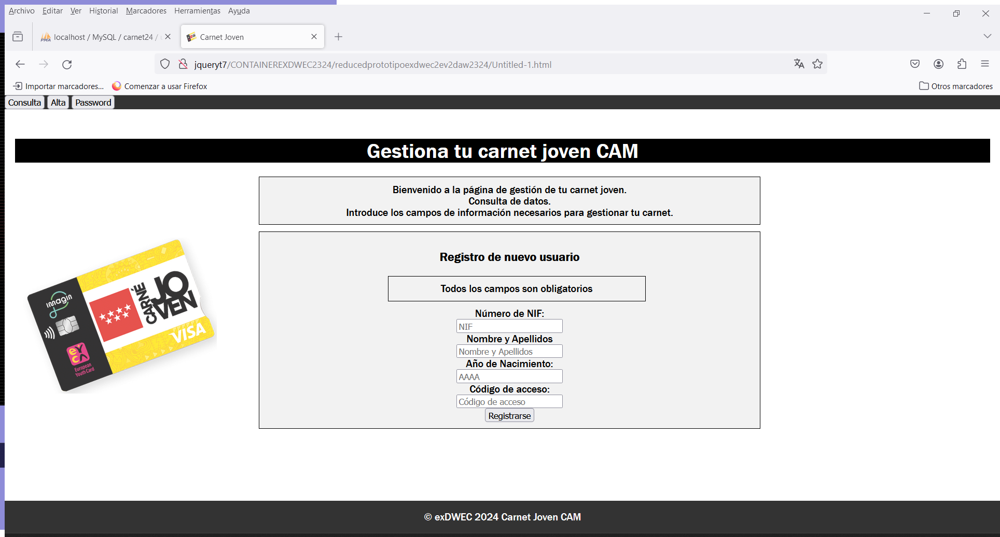 Archivo Editar Ver Historial Marcadores Herramientas Ayuda
localhost / MySQL / carnet24 /
Carnet Joven
jqueryt7/CONTAINEREXDWEC2324/reducedprototipoexdwec2ev2daw2324/Untitled-1.html
Importar marcadores... Comenzar a usar Firefox Otros marcadores
Consulta Alta Password
Gestiona tu carnet joven CAM
Bienvenido a la página de gestión de tu carnet joven.
Consulta de datos.
Introduce los campos de información necesarios para gestionar tu carnet.
imagin
CARNÉ
JO
VEN
VISA
eyca
European
Youth Card
Registro de nuevo usuario
Todos los campos son obligatorios
Número de NIF:
NIF
Nombre y Apellidos
Nombre y Apellidos
Año de Nacimiento:
AAAA
Código de acceso:
Código de acceso
Registrarse
© exDWEC 2024 Carnet Joven CAM